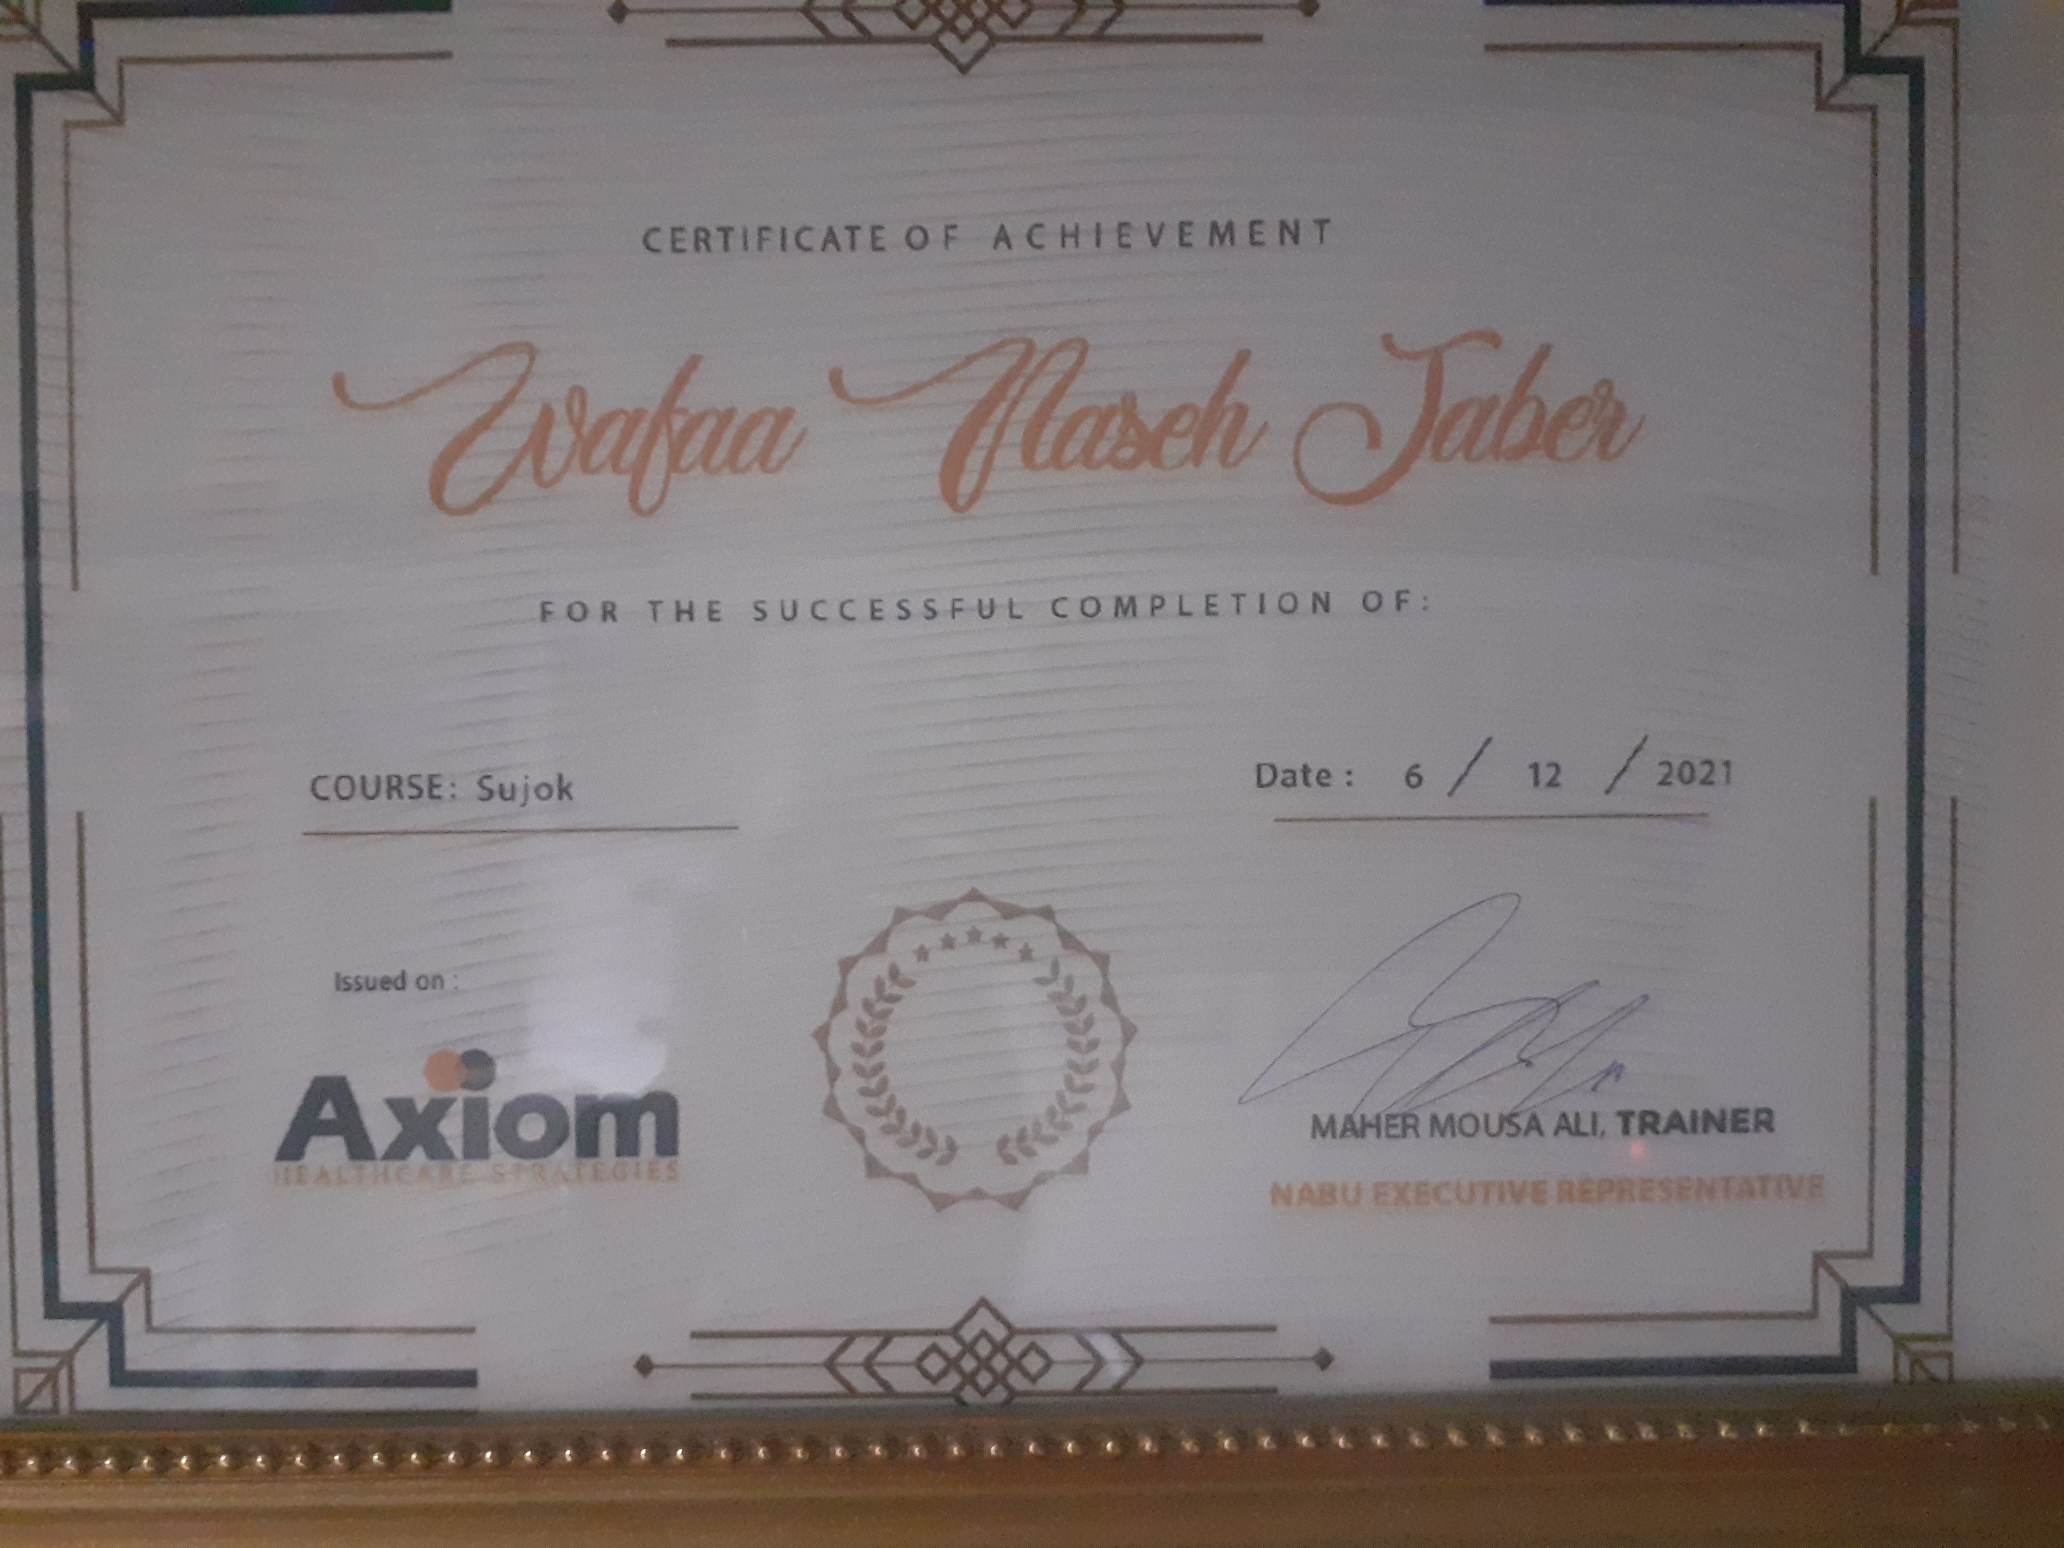 CERTIFICATE OF ACHIEVEMENT
Wafaa Naseh Jaber
FOR THE SUCCESSFUL COMPLETION OF:
COURSE: Sujok
Date : 6 / 12 / 2021
Issued on :
Axiom
HEALTHCARE STRATEGIES
MAHER MOUSA ALI, TRAINER
NABU EXECUTIVE REPRESENTATIVE